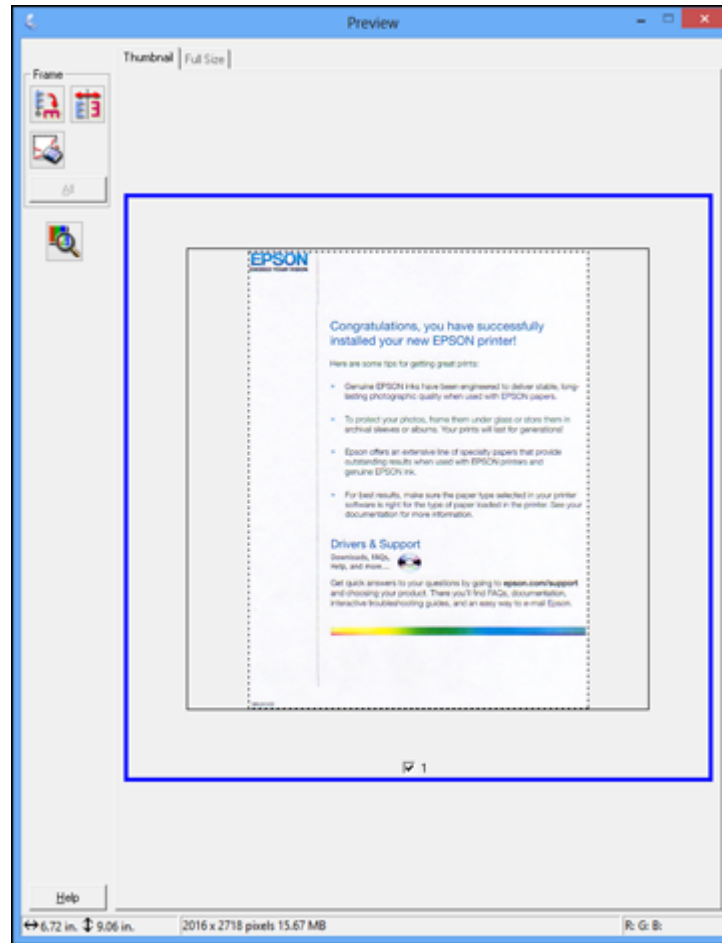 Preview
Thumbnail Full Size
Frame
All
EPSON
EXCEED YOUR VISION
Congratulations, you have successfully
installed your new EPSON printer!
Here are some tips for getting great prints:
Genuine EPSON inks have been engineered to deliver stable, long-
lasting photographic quality when used with EPSON papers.
To protect your photos, frame them under glass or store them in
archival sleeves or albums. Your prints will last for generations!
Epson offers an extensive line of specialty papers that provide
outstanding results when used with EPSON printers and
genuine EPSON ink.
For best results, make sure the paper type selected in your printer
software is right for the type of paper loaded in the printer. See your
documentation for more information.
Drivers & Support
Downloads, FAQs,
Help, and more...
Get quick answers to your questions by going to epson.com/support
and choosing your product. There you'll find FAQs, documentation,
interactive troubleshooting guides, and an easy way to e-mail Epson.
1
Help
6.72 in. 9.06 in. 2016 x 2718 pixels 15.67 MB R: G: B: